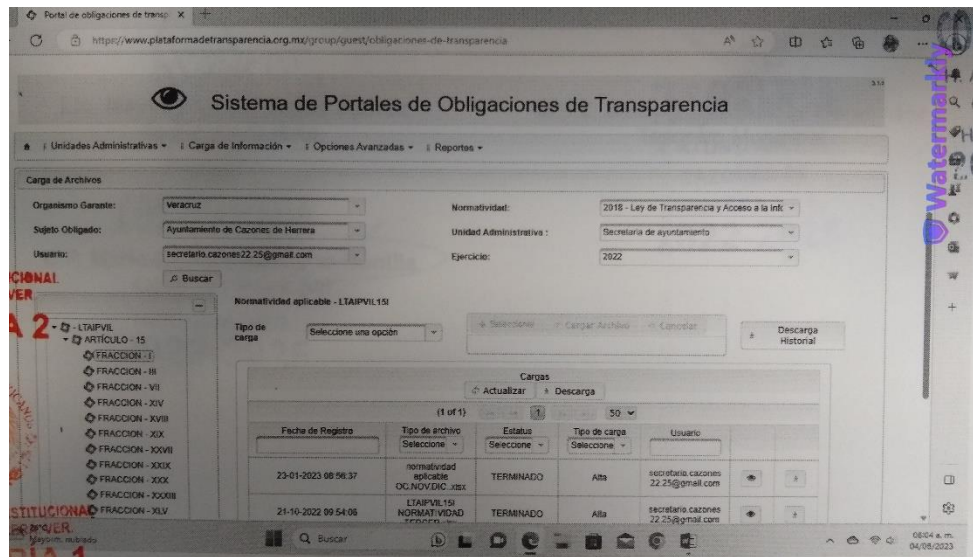 Portal de obligaciones de transp
https://www.plataformadetransparencia.org.mx/group/guest/obligaciones-de-transparencia
Sistema de Portales de Obligaciones de Transparencia
Unidades Administrativas
Carga de Información
Opciones Avanzadas
Reportes
Carga de Archivos
Organismo Garante: Veracruz
Normatividad: 2018 - Ley de Transparencia y Acceso a la Infc
Sujeto Obligado: Ayuntamiento de Cazones de Herrera
Unidad Administrativa : Secretaria de ayuntamiento
Usuario: secretario.cazones22.25@gmail.com
Ejercicio: 2022
Buscar
Normatividad aplicable - LTAIPVIL15I
Tipo de carga
Seleccione una opción
Seleccionar
Cargar Archivo
Cancelar
Descarga Historial
- LTAIPVIL
ARTÍCULO - 15
FRACCION - I
FRACCION - III
FRACCION - VII
FRACCION - XIV
FRACCION - XVIII
FRACCION - XIX
FRACCION - XXVII
FRACCION - XXIX
FRACCION - XXX
FRACCION - XXXIII
FRACCION - XLV
Cargas
Actualizar
Descarga
(1 of 1)
1
50
Fecha de Registro
Tipo de archivo
Estatus
Tipo de carga
Usuario
Seleccione
Seleccione
Seleccione
23-01-2023 08:56:37
normatividad aplicable OC.NOV.DIC..xlsx
TERMINADO
Alta
secretario.cazones22.25@gmail.com
21-10-2022 09:54:06
LTAIPVIL15I NORMATIVIDAD
TERMINADO
Alta
secretario.cazones22.25@gmail.com
Mayorm. nublado
Buscar
08:04 a. m.
04/08/2023
Watermarkly